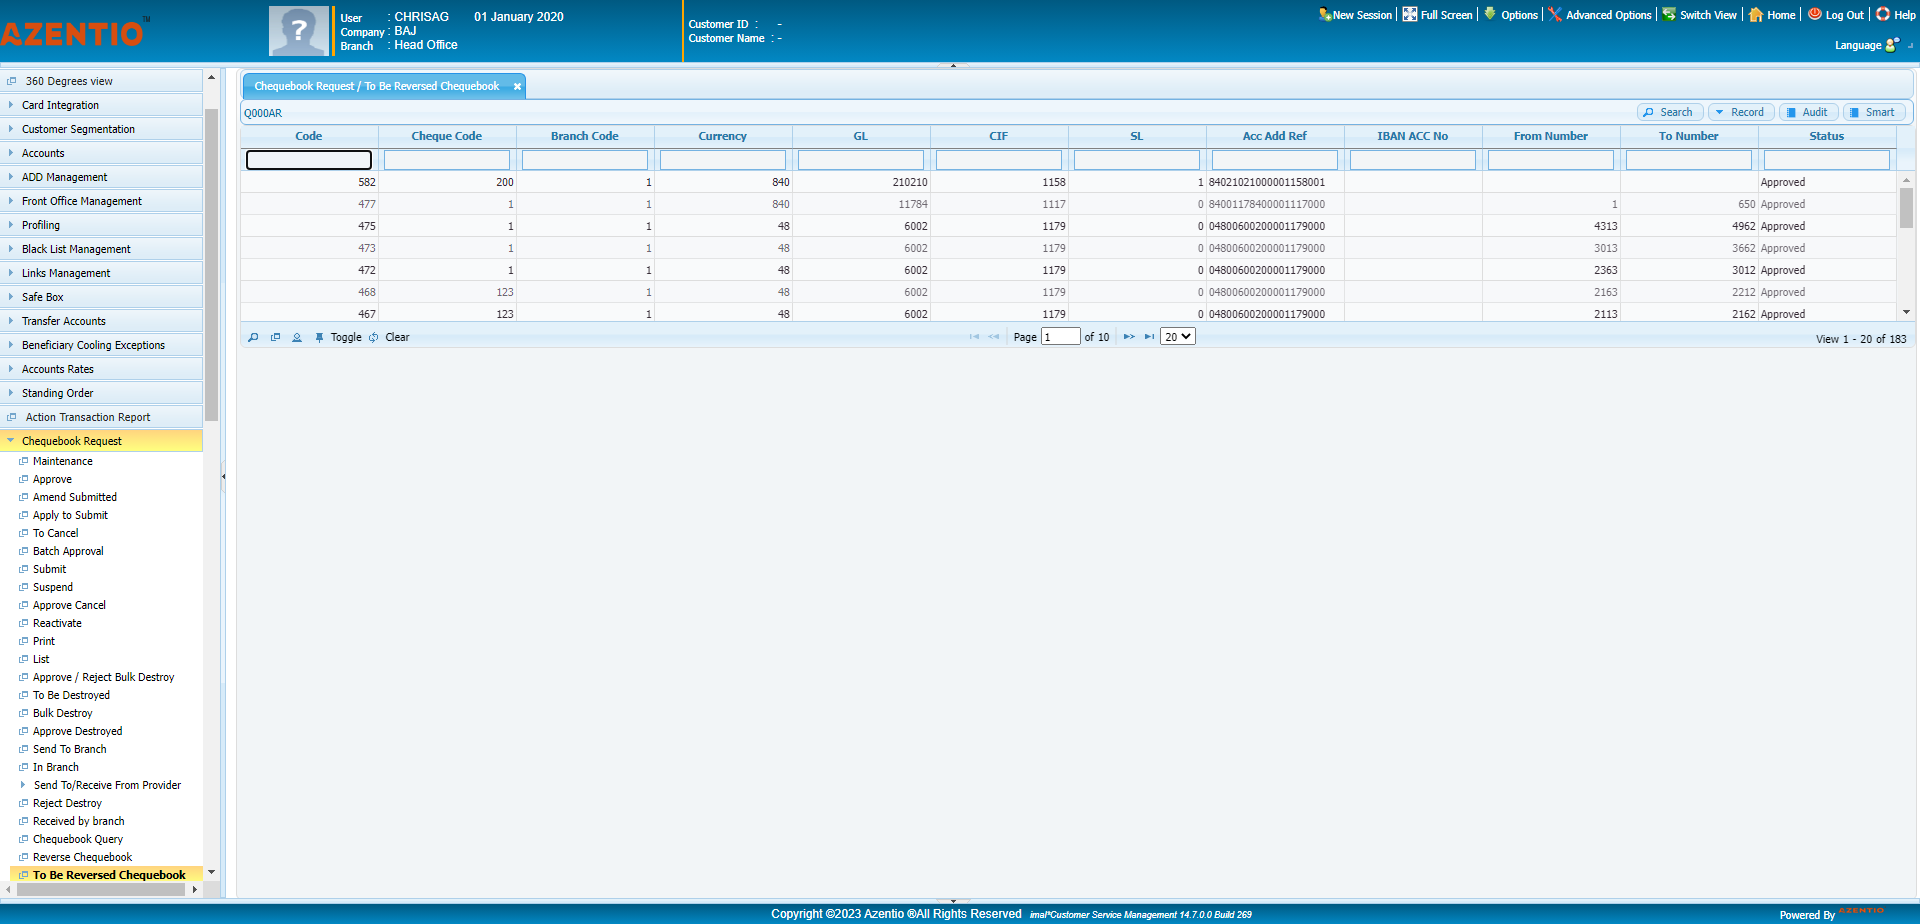 AZENTIO™
User : CHRISAG 01 January 2020
Company : BAJ
Branch : Head Office
Customer ID : -
Customer Name : -
New Session
Full Screen
Options
Advanced Options
Switch View
Home
Log Out
Help
Language
360 Degrees view
Card Integration
Customer Segmentation
Accounts
ADD Management
Front Office Management
Profiling
Black List Management
Links Management
Safe Box
Transfer Accounts
Beneficiary Cooling Exceptions
Accounts Rates
Standing Order
Action Transaction Report
Chequebook Request
Maintenance
Approve
Amend Submitted
Apply to Submit
To Cancel
Batch Approval
Submit
Suspend
Approve Cancel
Reactivate
Print
List
Approve / Reject Bulk Destroy
To Be Destroyed
Bulk Destroy
Approve Destroyed
Send To Branch
In Branch
Send To/Receive From Provider
Reject Destroy
Received by branch
Chequebook Query
Reverse Chequebook
To Be Reversed Chequebook
Chequebook Request / To Be Reversed Chequebook
Q000AR
Search Record Audit Smart
Code Cheque Code Branch Code Currency GL CIF SL Acc Add Ref IBAN ACC No From Number To Number Status
582 200 1 840 210210 1158 1 84021021000001158001 Approved
477 1 1 840 11784 1117 0 84001178400001117000 1 650 Approved
475 1 1 48 6002 1179 0 04800600200001179000 4313 4962 Approved
473 1 1 48 6002 1179 0 04800600200001179000 3013 3662 Approved
472 1 1 48 6002 1179 0 04800600200001179000 2363 3012 Approved
468 123 1 48 6002 1179 0 04800600200001179000 2163 2212 Approved
467 123 1 48 6002 1179 0 04800600200001179000 2113 2162 Approved
Toggle Clear Page 1 of 10 20 View 1 - 20 of 183
Copyright ©2023 Azentio ®All Rights Reserved imal*Customer Service Management 14.7.0.0 Build 269
Powered By AZENTIO